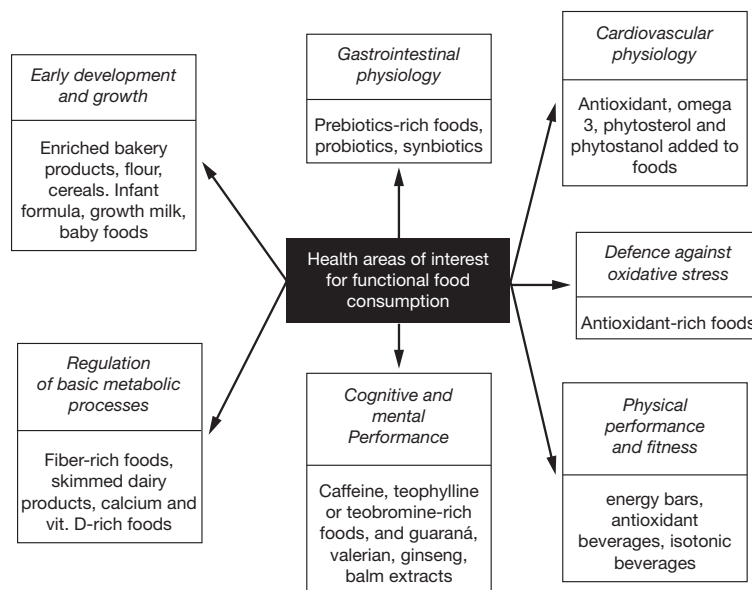 Early development
and growth
Enriched bakery
products, flour,
cereals. Infant
formula, growth milk,
baby foods
Gastrointestinal
physiology
Prebiotics-rich foods,
probiotics, synbiotics
Cardiovascular
physiology
Antioxidant, omega
3, phytosterol and
phytostanol added to
foods
Health areas of interest
for functional food
consumption
Defence against
oxidative stress
Antioxidant-rich foods
Regulation
of basic metabolic
processes
Fiber-rich foods,
skimmed dairy
products, calcium and
vit. D-rich foods
Cognitive and
mental
Performance
Caffeine, teophylline
or teobromine-rich
foods, and guaraná,
valerian, ginseng,
balm extracts
Physical
performance
and fitness
energy bars,
antioxidant
beverages, isotonic
beverages